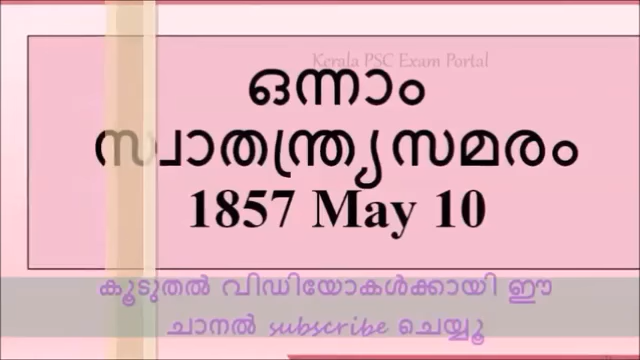 Kerala PSC Exam Portal
ഒന്നാം
സ്വാതന്ത്ര്യസമരം
1857 May 10
കൂടുതൽ വിഡിയോകൾക്കായി ഈ
ചാനൽ subscribe ചെയ്യൂ